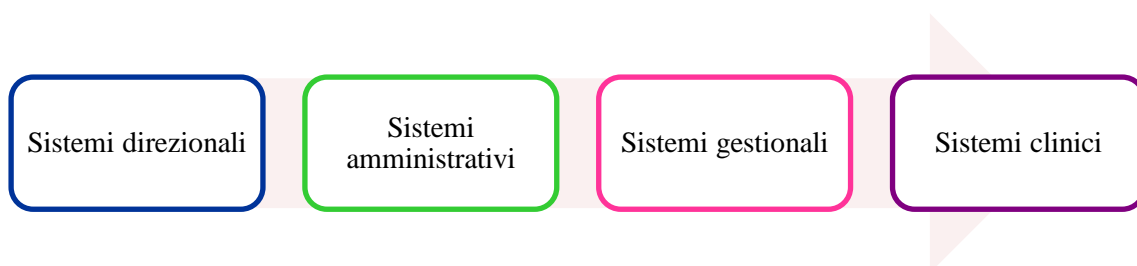 Sistemi direzionali
Sistemi
amministrativi
Sistemi gestionali
Sistemi clinici